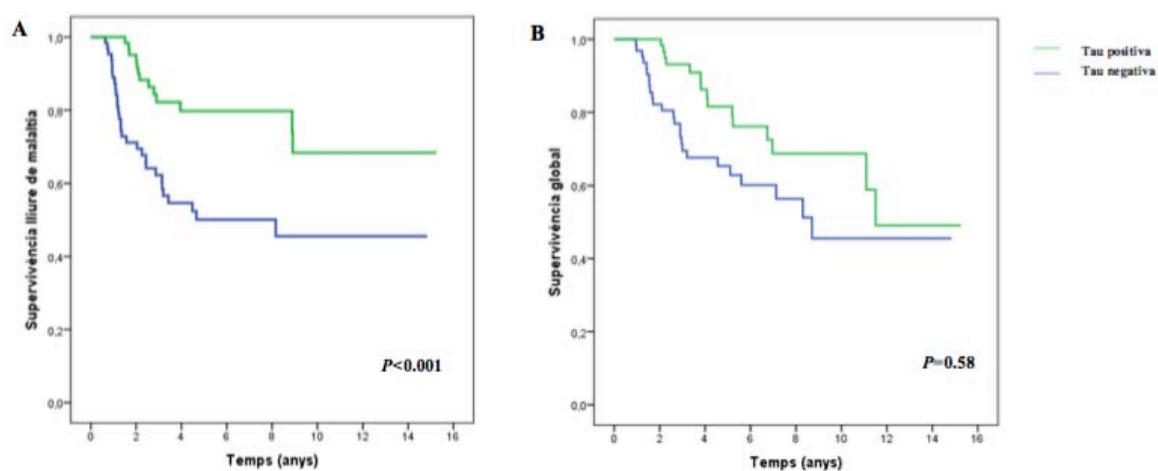 A
Supervivència lliure de malaltia
1,0
0,8
0,6
0,4
0,2
0,0
0 2 4 6 8 10 12 14 16
Temps (anys)
P<0.001
B
Supervivència global
1,0
0,8
0,6
0,4
0,2
0,0
0 2 4 6 8 10 12 14 16
Temps (anys)
P=0.58
Tau positiva
Tau negativa